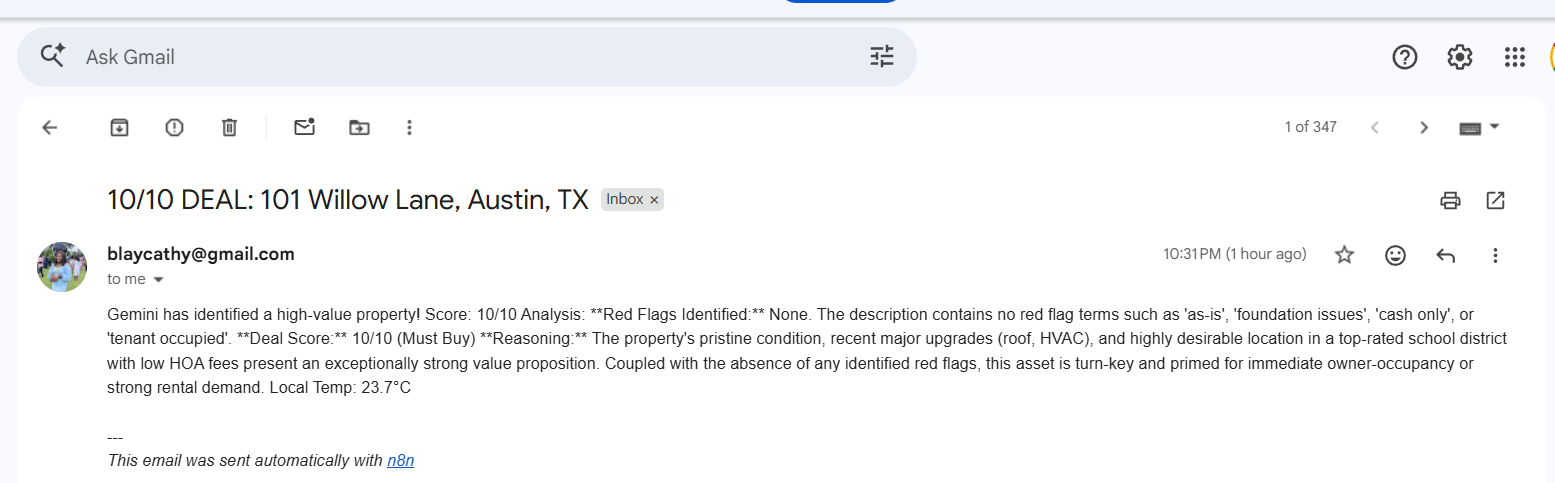 Ask Gmail
1 of 347
10/10 DEAL: 101 Willow Lane, Austin, TX
Inbox ×
blaycathy@gmail.com
10:31 PM (1 hour ago)
to me
Gemini has identified a high-value property! Score: 10/10 Analysis: **Red Flags Identified:** None. The description contains no red flag terms such as 'as-is', 'foundation issues', 'cash only', or
'tenant occupied'. **Deal Score:** 10/10 (Must Buy) **Reasoning:** The property's pristine condition, recent major upgrades (roof, HVAC), and highly desirable location in a top-rated school district
with low HOA fees present an exceptionally strong value proposition. Coupled with the absence of any identified red flags, this asset is turn-key and primed for immediate owner-occupancy or
strong rental demand. Local Temp: 23.7°C
---
This email was sent automatically with n8n